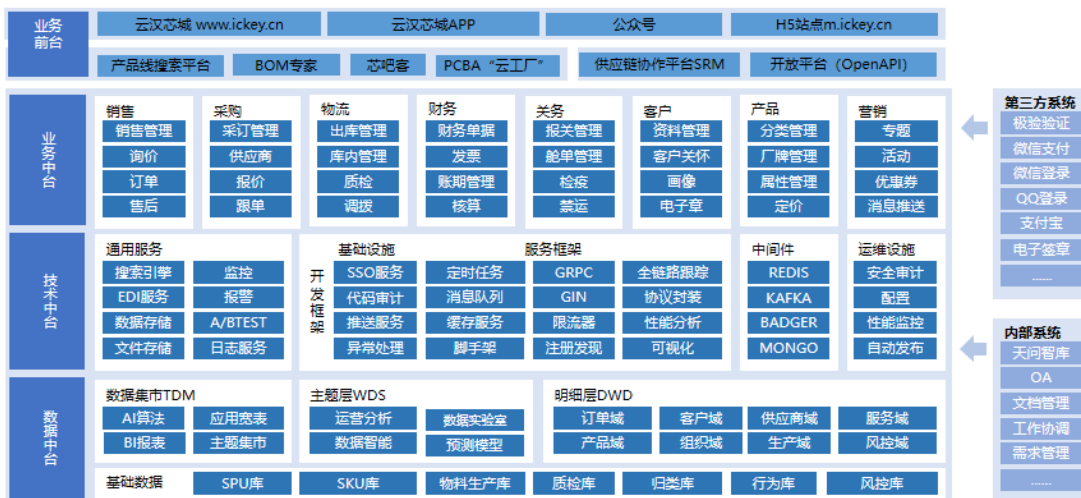 业务前台
云汉芯城 www.ickey.cn 云汉芯城APP 公众号 H5站点m.ickey.cn
产品线搜索平台 BOM专家 芯吧客 PCBA“云工厂” 供应链协作平台SRM 开放平台（OpenAPI）
业务中台
销售 采购 物流 财务 关务 客户 产品 营销
销售管理 采订管理 出库管理 财务单据 报关管理 资料管理 分类管理 专题
询价 供应商 库内管理 发票 舱单管理 客户关怀 厂牌管理 活动
订单 报价 质检 账期管理 检疫 画像 属性管理 优惠券
售后 跟单 调拨 核算 禁运 电子章 定价 消息推送
技术中台
通用服务 开发框架 基础设施 服务框架 中间件 运维设施
搜索引擎 监控 SSO服务 定时任务 GRPC 全链路跟踪 REDIS 安全审计
EDI服务 报警 代码审计 消息队列 GIN 协议封装 KAFKA 配置
数据存储 A/BTEST 推送服务 缓存服务 限流器 性能分析 BADGER 性能监控
文件存储 日志服务 异常处理 脚手架 注册发现 可视化 MONGO 自动发布
数据中台
数据集市TDM 主题层WDS 明细层DWD
AI算法 应用宽表 运营分析 数据实验室 订单域 客户域 供应商域 服务域
BI报表 主题集市 数据智能 预测模型 产品域 组织域 生产域 风控域
基础数据 SPU库 SKU库 物料生产库 质检库 归类库 行为库 风控库
第三方系统
极验验证
微信支付
微信登录
QQ登录
支付宝
电子签章
......
内部系统
天问智库
OA
文档管理
工作协调
需求管理
......